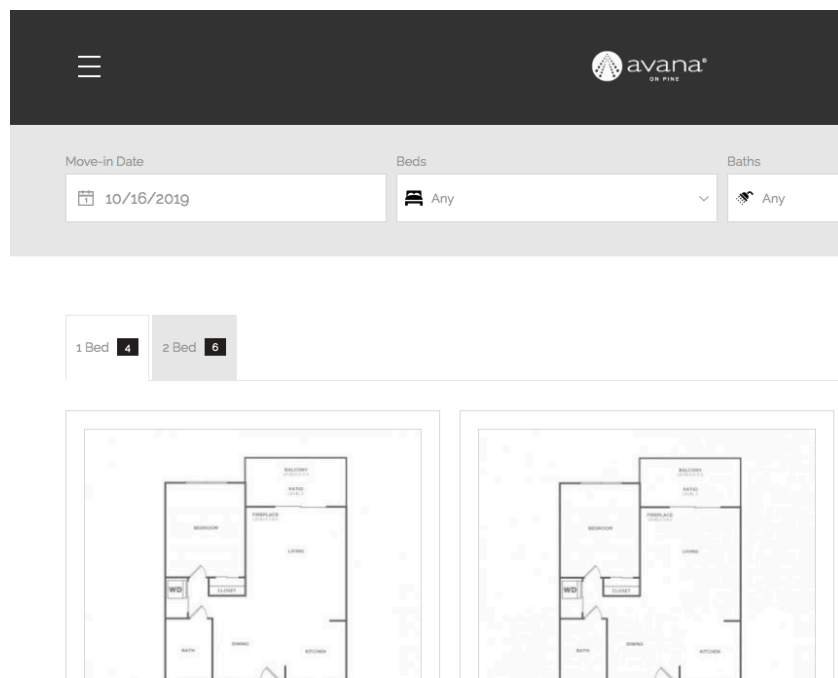 avana®
ON PINE
Move-in Date
Beds
Baths
10/16/2019
Any
Any
1 Bed 4
2 Bed 6
BALCONY
PATIO
FIREPLACE
BEDROOM
LIVING
WD
CLOSET
BATH
DINING
KITCHEN
BALCONY
PATIO
FIREPLACE
BEDROOM
LIVING
WD
CLOSET
BATH
DINING
KITCHEN